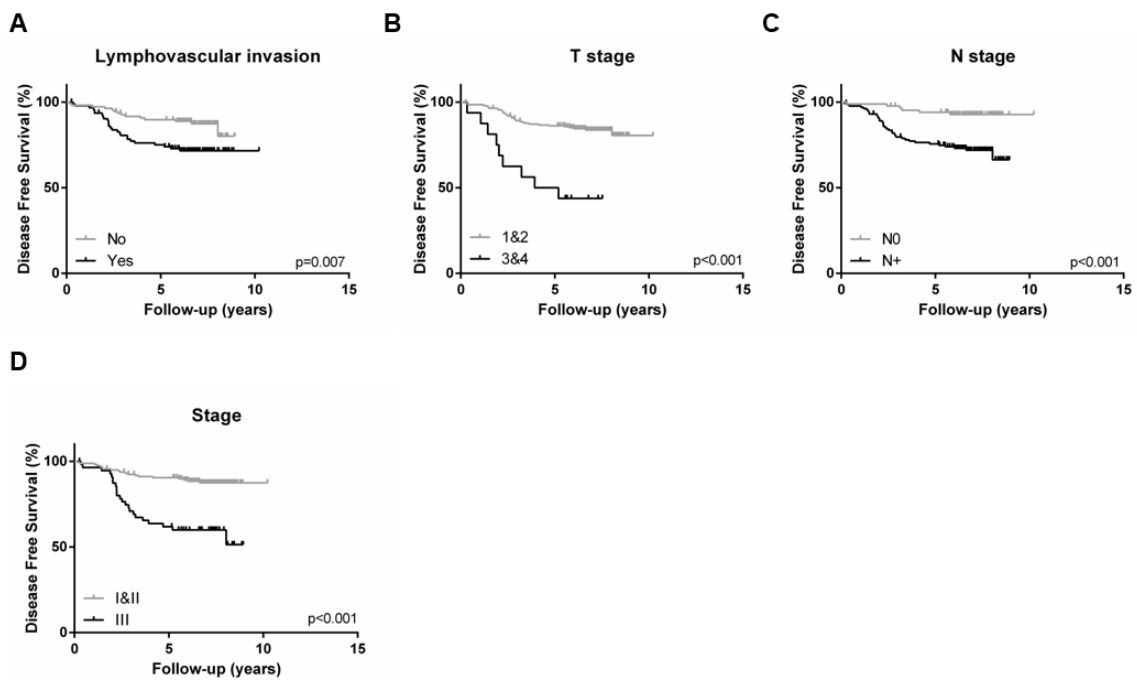 A
Lymphovascular invasion
Disease Free Survival (%)
100
50
0
No
Yes
p=0.007
0 5 10 15
Follow-up (years)
B
T stage
Disease Free Survival (%)
100
50
0
1&2
3&4
p<0.001
0 5 10 15
Follow-up (years)
C
N stage
Disease Free Survival (%)
100
50
0
N0
N+
p<0.001
0 5 10 15
Follow-up (years)
D
Stage
Disease Free Survival (%)
100
50
0
I&II
III
p<0.001
0 5 10 15
Follow-up (years)